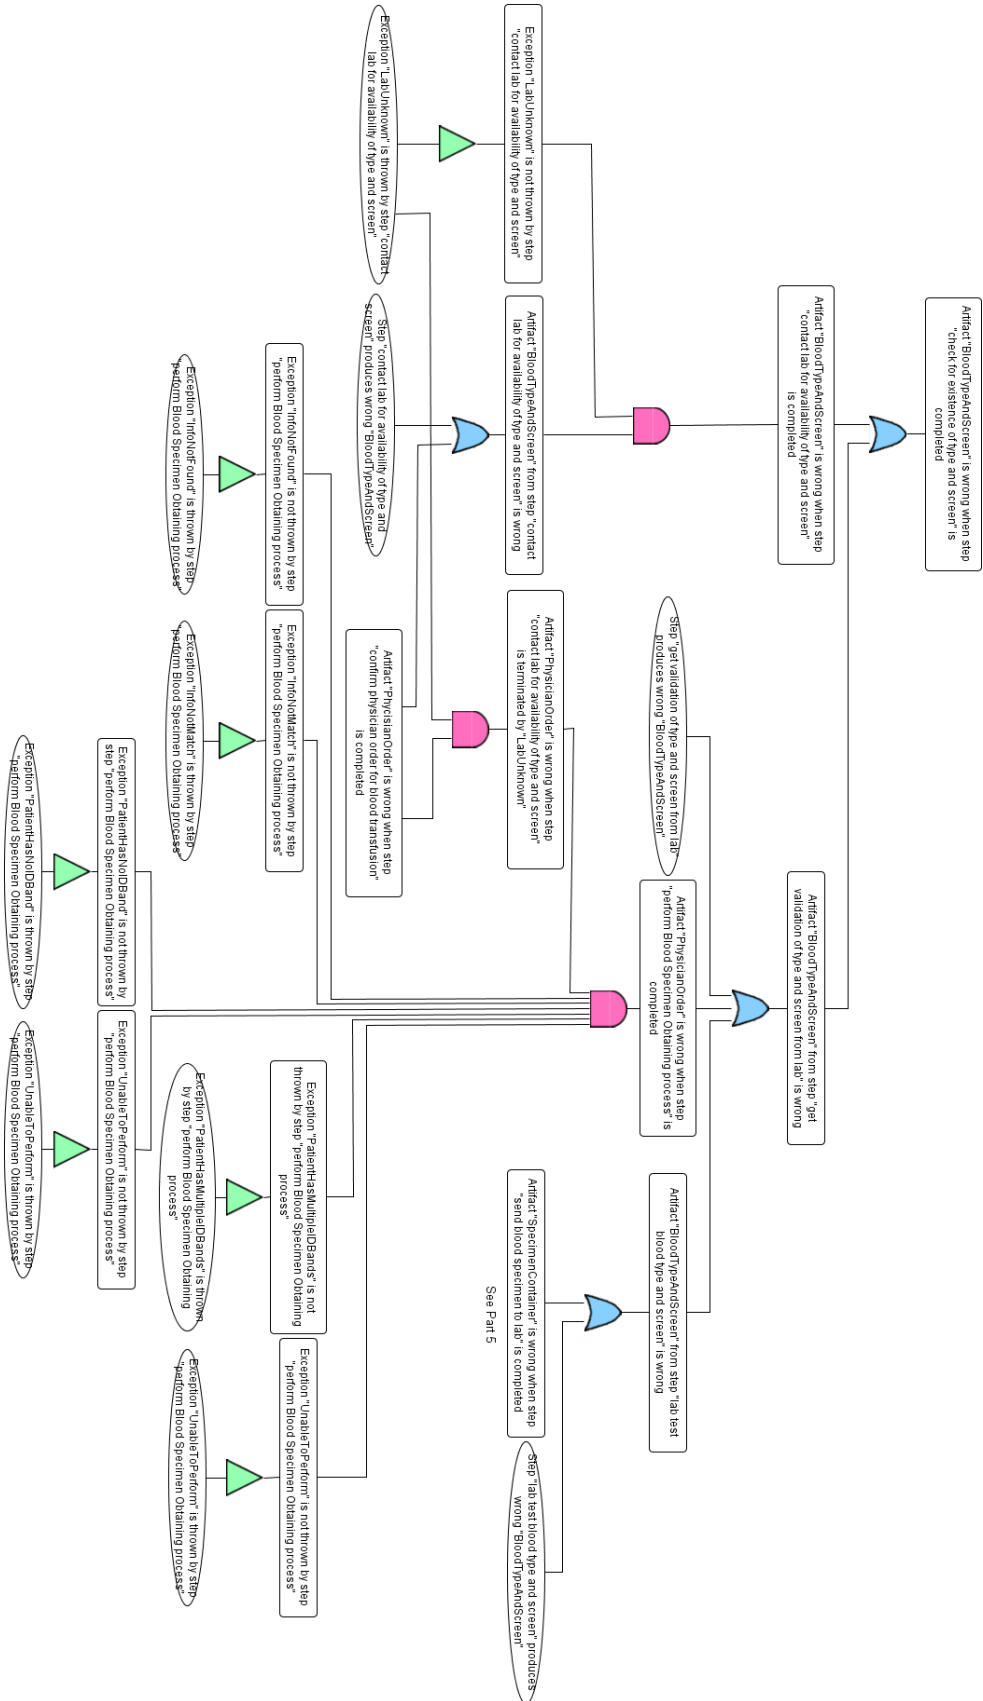 Artifact "BloodTypeAndScreen" is wrong when step
"check for existence of type and screen" is
completed
Artifact "BloodTypeAndScreen" is wrong when step
"contact lab for availability of type and screen"
is completed
Artifact "BloodTypeAndScreen" from step "get
validation of type and screen from lab" is wrong
Exception "LabUnknown" is not thrown by step
"contact lab for availability of type and screen"
Artifact "BloodTypeAndScreen" from step "contact
lab for availability of type and screen" is wrong
Step "get validation of type and screen from lab"
produces wrong "BloodTypeAndScreen"
Artifact "PhysicianOrder" is wrong when step
"perform Blood Specimen Obtaining process" is
completed
Artifact "BloodTypeAndScreen" from step "lab test
blood type and screen" is wrong
Exception "LabUnknown" is thrown by step "contact
lab for availability of type and screen"
Step "contact lab for availability of type and
screen" produces wrong "BloodTypeAndScreen"
Artifact "PhysicianOrder" is wrong when step
"contact lab for availability of type and screen"
is terminated by "LabUnknown"
Artifact "SpecimenContainer" is wrong when step
"send blood specimen to lab" is completed
See Part 5
Step "lab test blood type and screen" produces
wrong "BloodTypeAndScreen"
Artifact "PhycisianOrder" is wrong when step
"confirm physician order for blood transfusion"
is completed
Exception "InfoNotFound" is not thrown by step
"perform Blood Specimen Obtaining process"
Exception "InfoNotMatch" is not thrown by step
"perform Blood Specimen Obtaining process"
Exception "PatientHasMultipleIDBands" is not
thrown by step "perform Blood Specimen Obtaining
process"
Exception "UnableToPerform" is not thrown by step
"perform Blood Specimen Obtaining process"
Exception "InfoNotFound" is thrown by step
"perform Blood Specimen Obtaining process"
Exception "InfoNotMatch" is thrown by step
"perform Blood Specimen Obtaining process"
Exception "PatientHasMultipleIDBands" is thrown
by step "perform Blood Specimen Obtaining
process"
Exception "UnableToPerform" is thrown by step
"perform Blood Specimen Obtaining process"
Exception "PatientHasNoIDBand" is not thrown by
step "perform Blood Specimen Obtaining process"
Exception "UnableToPerform" is not thrown by step
"perform Blood Specimen Obtaining process"
Exception "PatientHasNoIDBand" is thrown by step
"perform Blood Specimen Obtaining process"
Exception "UnableToPerform" is thrown by step
"perform Blood Specimen Obtaining process"